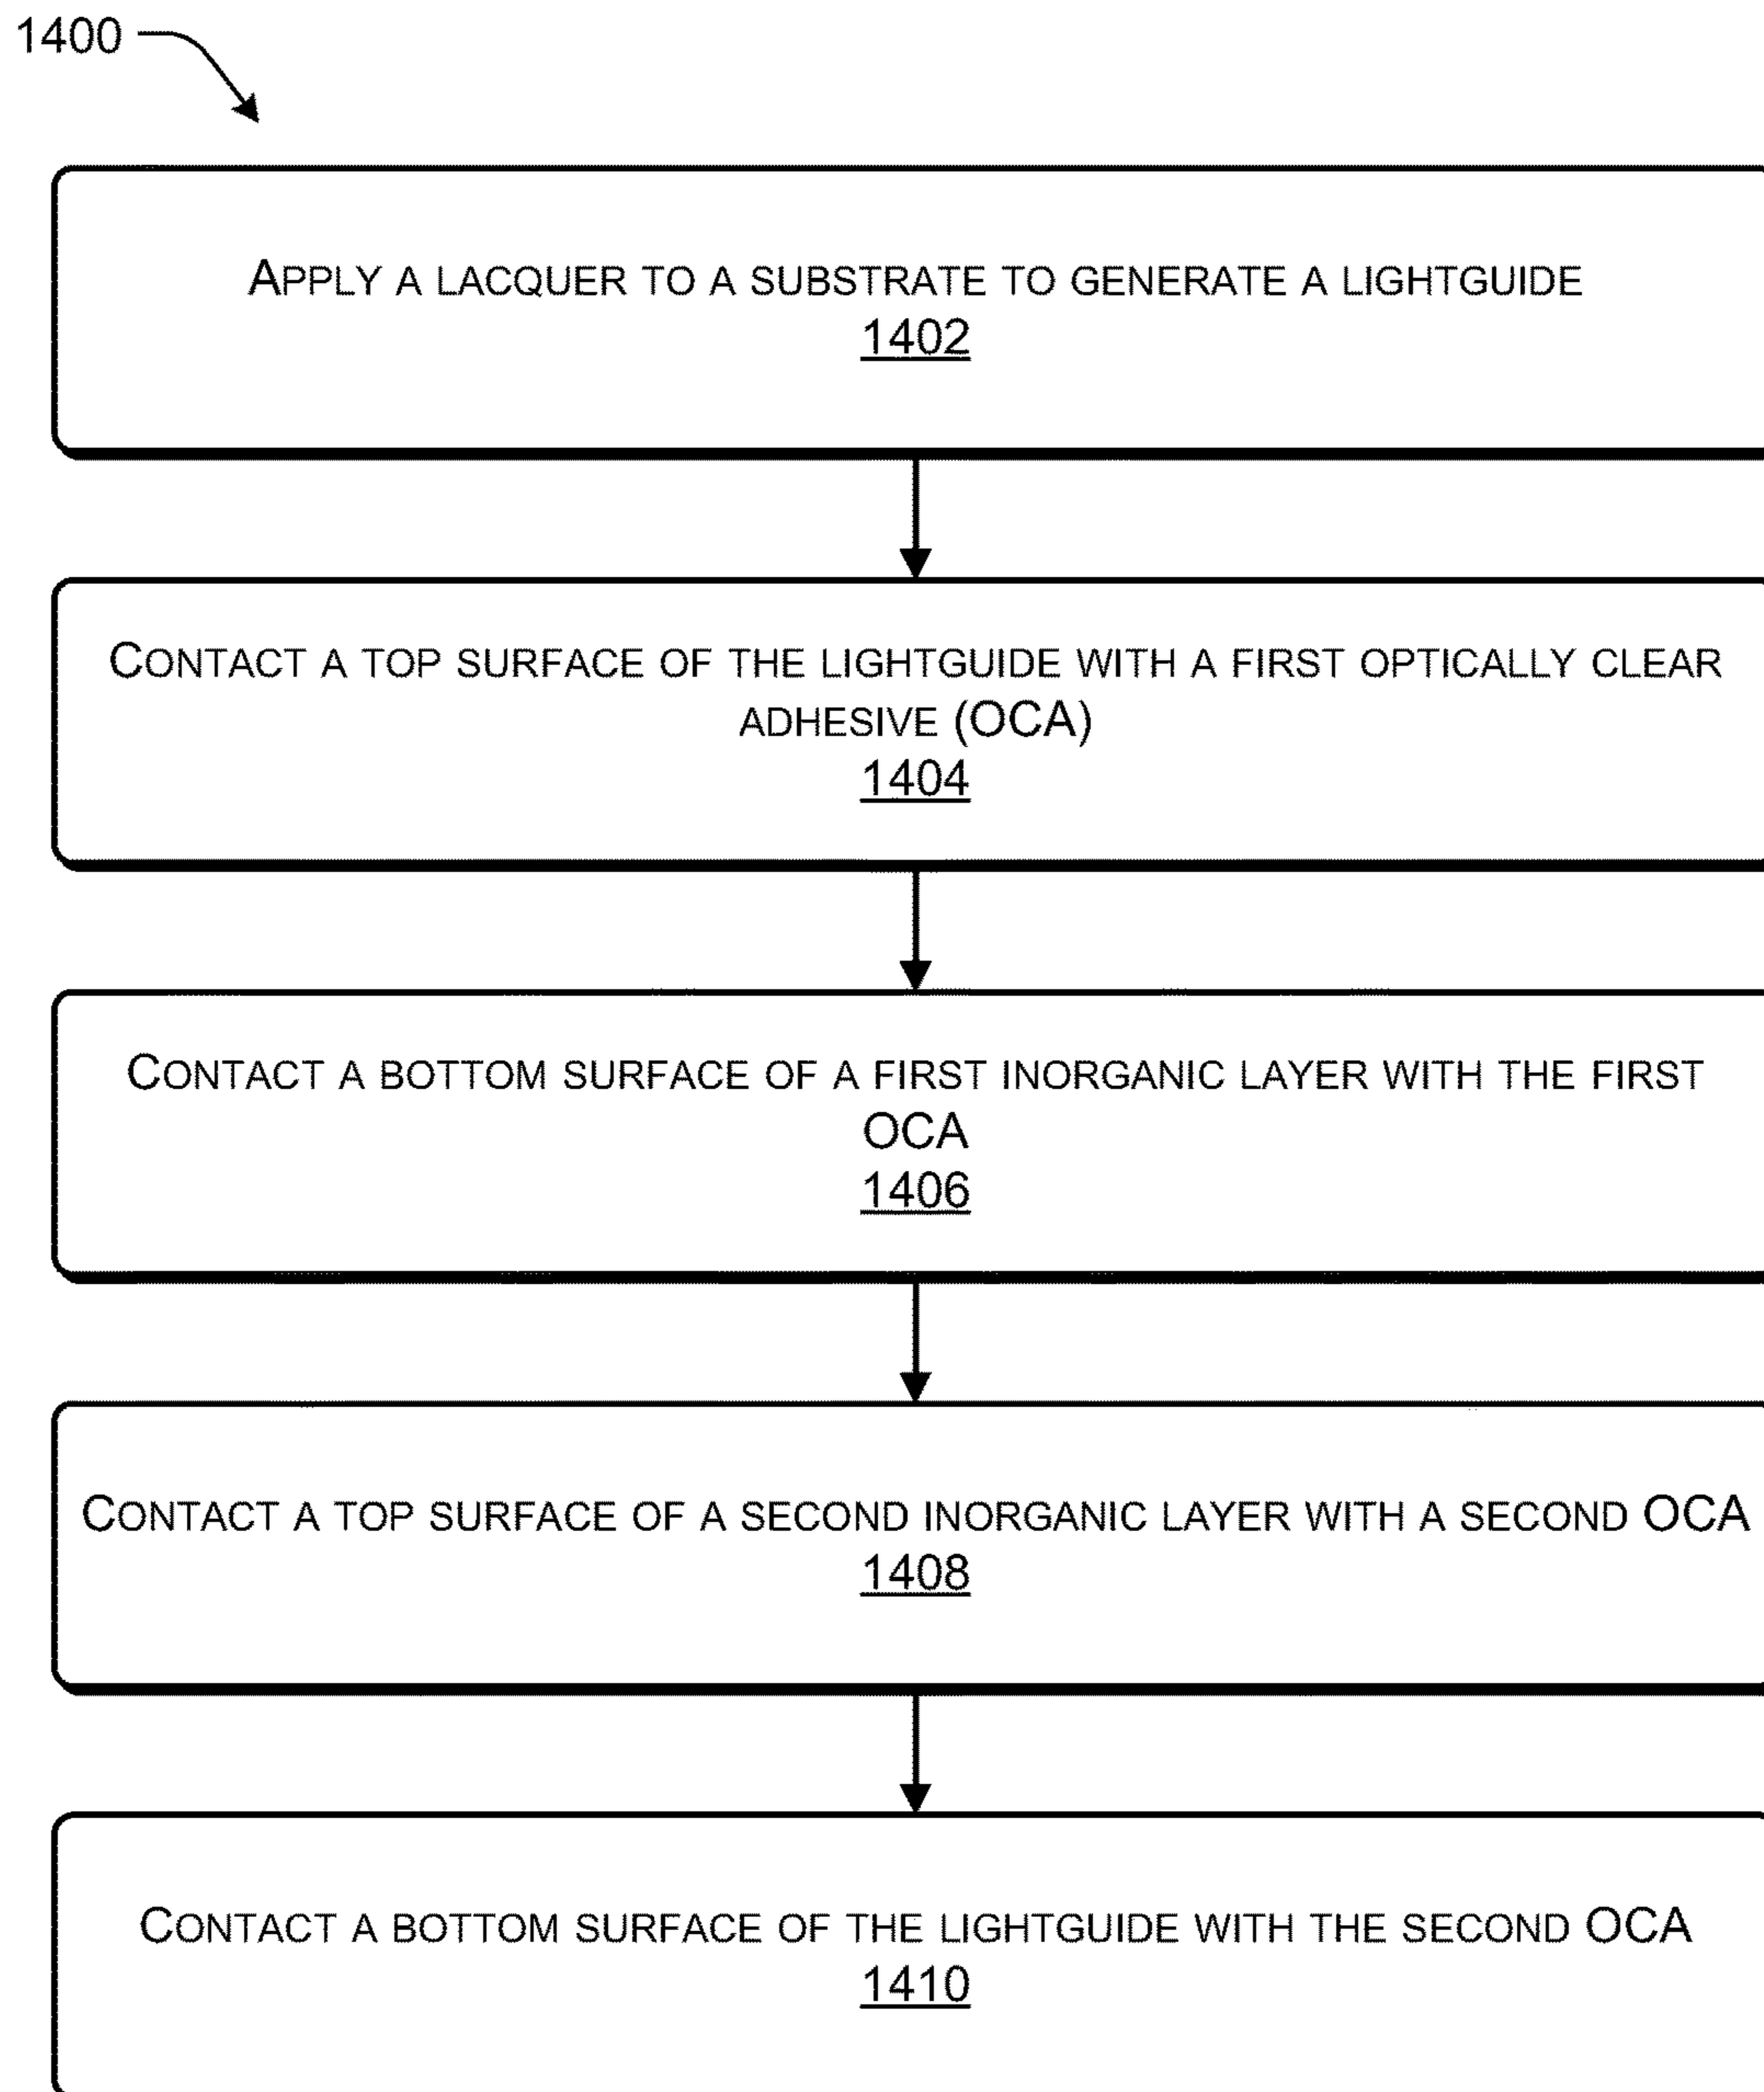 1400
APPLY A LACQUER TO A SUBSTRATE TO GENERATE A LIGHTGUIDE
1402
CONTACT A TOP SURFACE OF THE LIGHTGUIDE WITH A FIRST OPTICALLY CLEAR
ADHESIVE (OCA)
1404
CONTACT A BOTTOM SURFACE OF A FIRST INORGANIC LAYER WITH THE FIRST
OCA
1406
CONTACT A TOP SURFACE OF A SECOND INORGANIC LAYER WITH A SECOND OCA
1408
CONTACT A BOTTOM SURFACE OF THE LIGHTGUIDE WITH THE SECOND OCA
1410